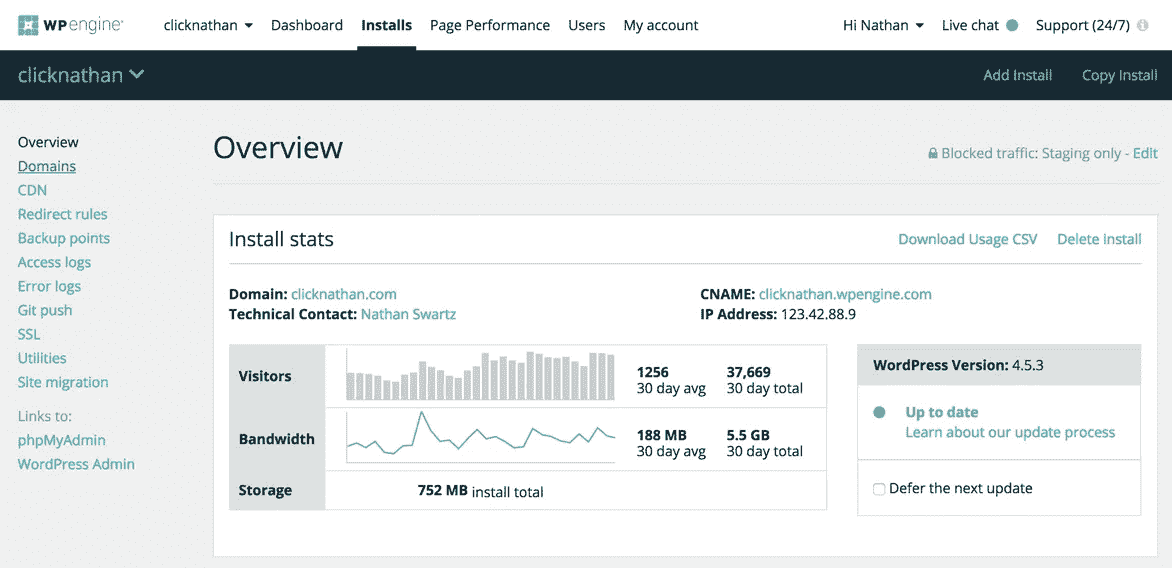 WPengine clicknathan Dashboard Installs Page Performance Users My account Hi Nathan Live chat Support (24/7)
clicknathan Add Install Copy Install
Overview
Domains
CDN
Redirect rules
Backup points
Access logs
Error logs
Git push
SSL
Utilities
Site migration
Links to:
phpMyAdmin
WordPress Admin
Overview
Blocked traffic: Staging only - Edit
Install stats
Download Usage CSV Delete install
Domain: clicknathan.com
Technical Contact: Nathan Swartz
CNAME: clicknathan.wpengine.com
IP Address: 123.42.88.9
Visitors
1256 37,669
30 day avg 30 day total
Bandwidth
188 MB 5.5 GB
30 day avg 30 day total
Storage
752 MB install total
WordPress Version: 4.5.3
Up to date
Learn about our update process
Defer the next update